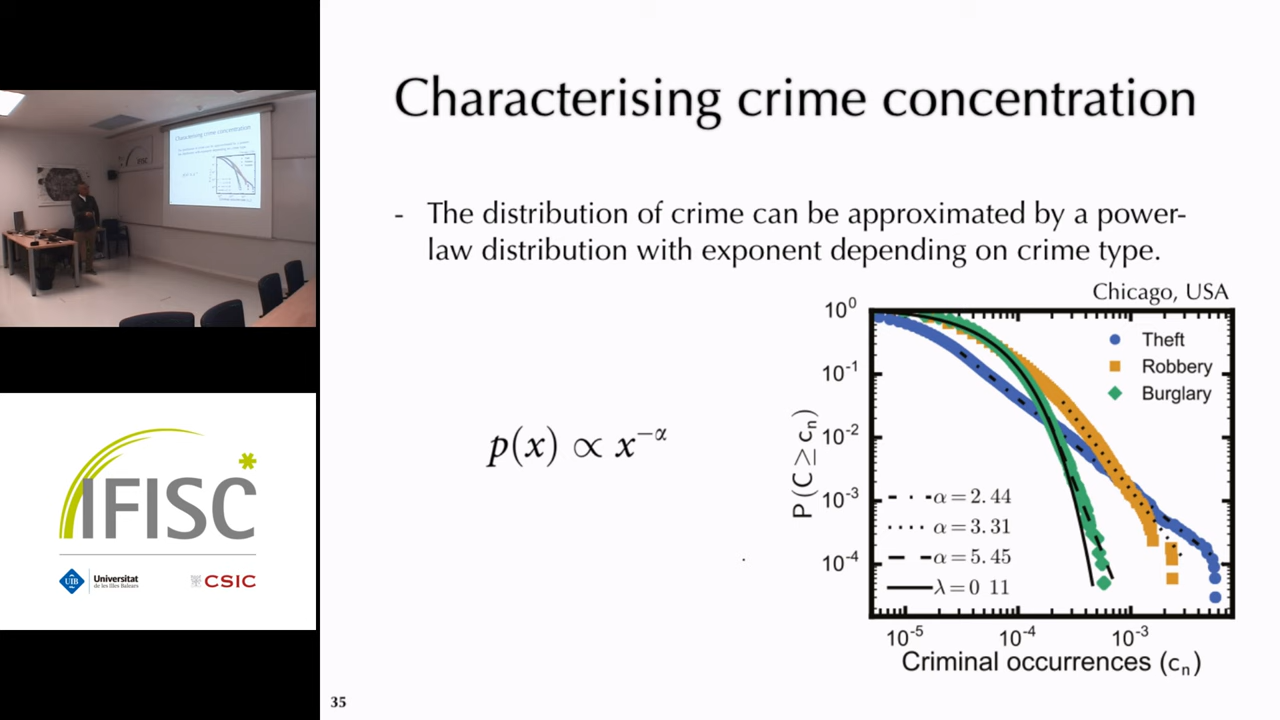 Characterising crime concentration
- The distribution of crime can be approximated by a power-
law distribution with exponent depending on crime type.
Chicago, USA
p(x) ∝ x^{-α}
10^0
10^{-1}
10^{-2}
10^{-3}
10^{-4}
P(C ≥ c_n)
Theft
Robbery
Burglary
α=2.44
α=3.31
α=5.45
λ=0 11
10^{-5} 10^{-4} 10^{-3}
Criminal occurrences (c_n)
35
IFISC
UIB
Universitat
de les Illes Balears
CSIC